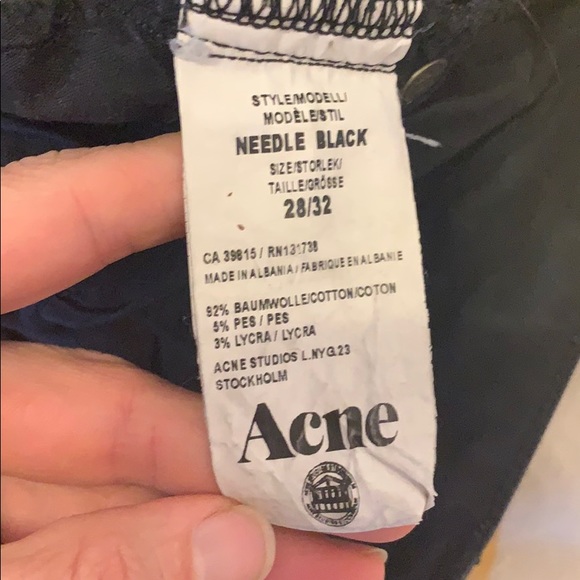 STYLE/MODELL/
MODÈLE/STIL
NEEDLE BLACK
SIZE/STORLEK/
TAILLE/GRÖSSE
28/32
CA 39815 / RN131738
MADE IN ALBANIA / FABRIQUE EN ALBANIE
92% BAUMWOLLE/COTTON/COTON
5% PES / PES
3% LYCRA / LYCRA
ACNE STUDIOS L.NYG.23
STOCKHOLM
Acne